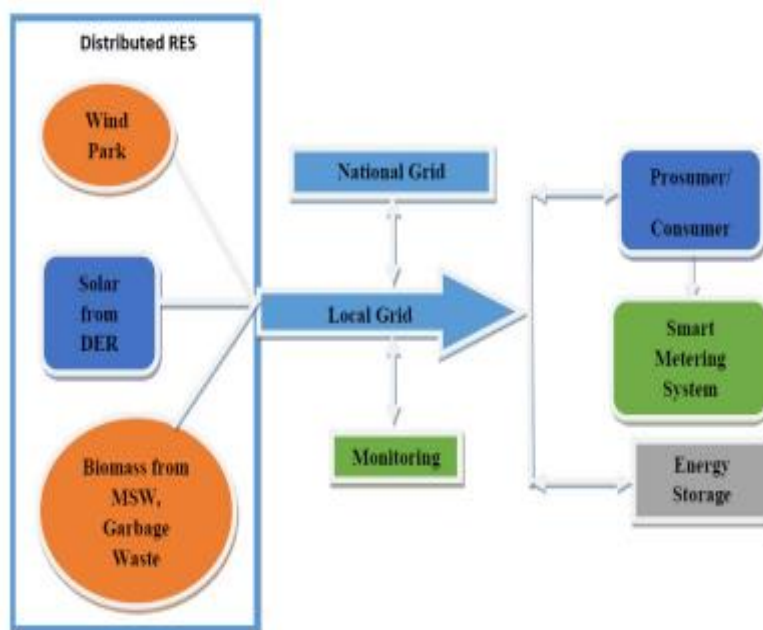 Distributed RES
Wind
Park
Solar
from
DER
Biomass from
MSW,
Garbage
Waste
National Grid
Local Grid
Monitoring
Prosumer/
Consumer
Smart
Metering
System
Energy
Storage